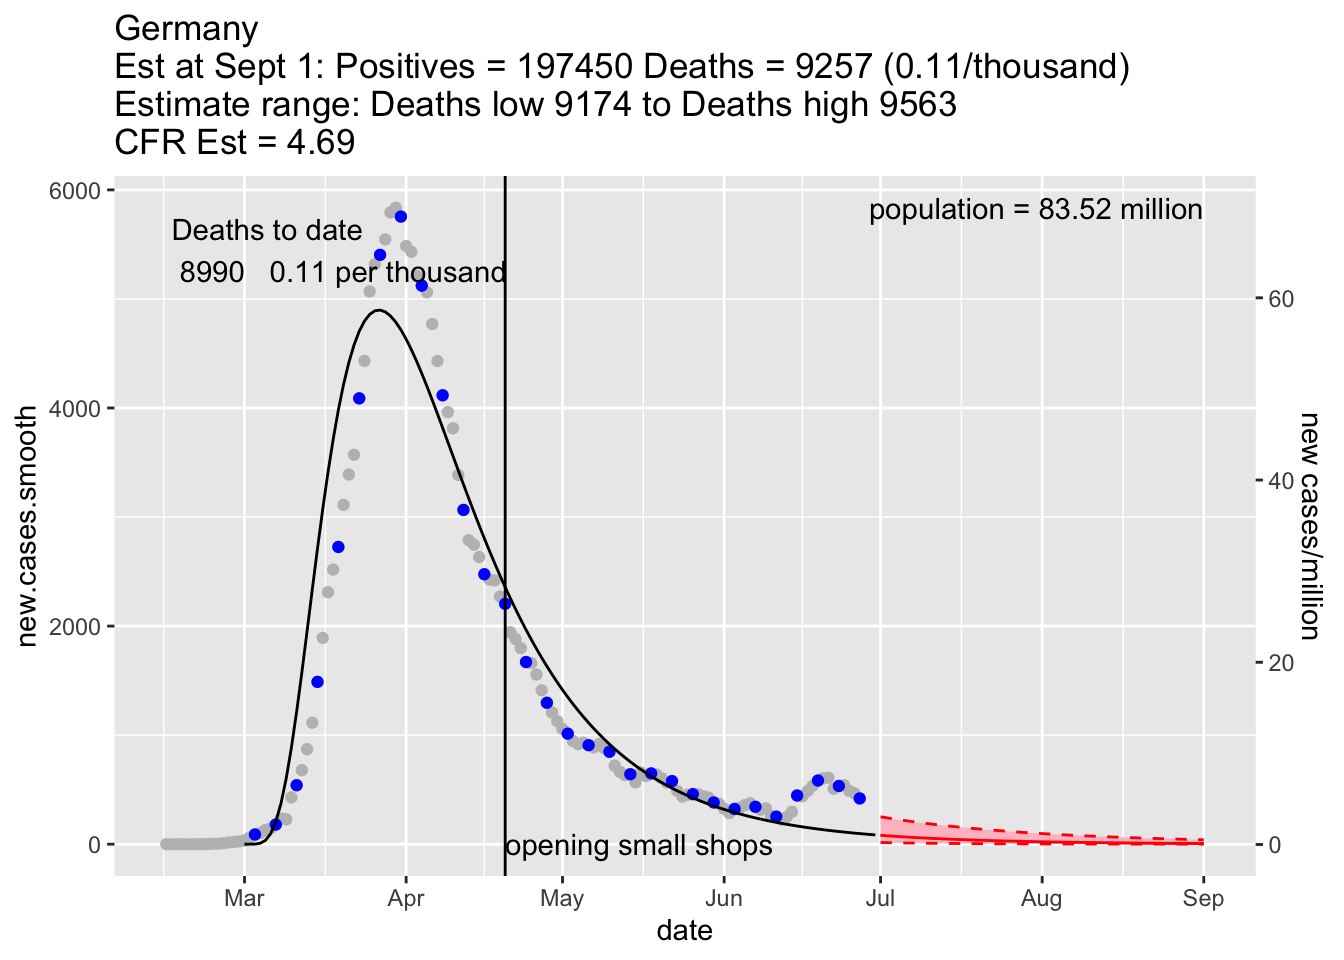 Germany
Est at Sept 1: Positives = 197450 Deaths = 9257 (0.11/thousand)
Estimate range: Deaths low 9174 to Deaths high 9563
CFR Est = 4.69
6000
4000
2000
0
new.cases.smooth
Deaths to date
8990 0.11 per thousand
population = 83.52 million
opening small shops
60
40
20
0
new cases/million
Mar Apr May Jun Jul Aug Sep
date